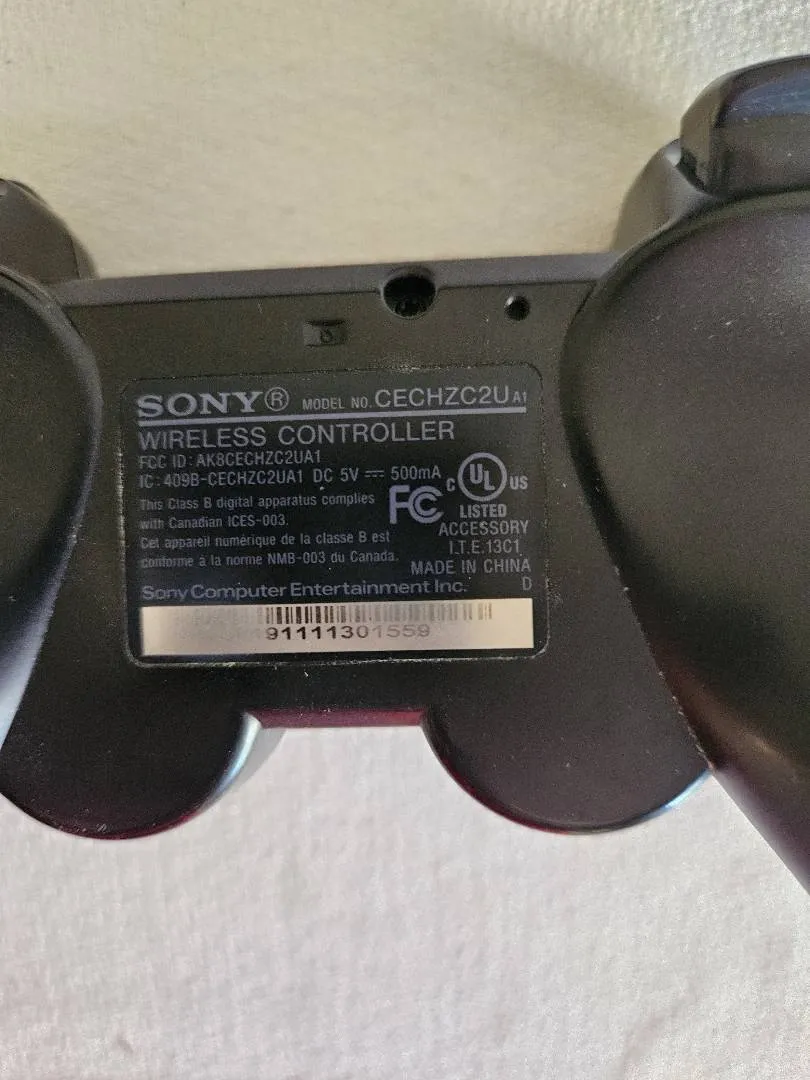 SONY® MODEL NO. CECHZC2U A1
WIRELESS CONTROLLER
FCC ID: AK8CECHZC2UA1
IC: 409B-CECHZC2UA1 DC 5V ⎓ 500mA
This Class B digital apparatus complies
with Canadian ICES-003.
Cet appareil numérique de la classe B est
conforme à la norme NMB-003 du Canada.
FC
C UL US
LISTED
ACCESSORY
I.T.E.13C1
MADE IN CHINA
Sony Computer Entertainment Inc. D
91111301559